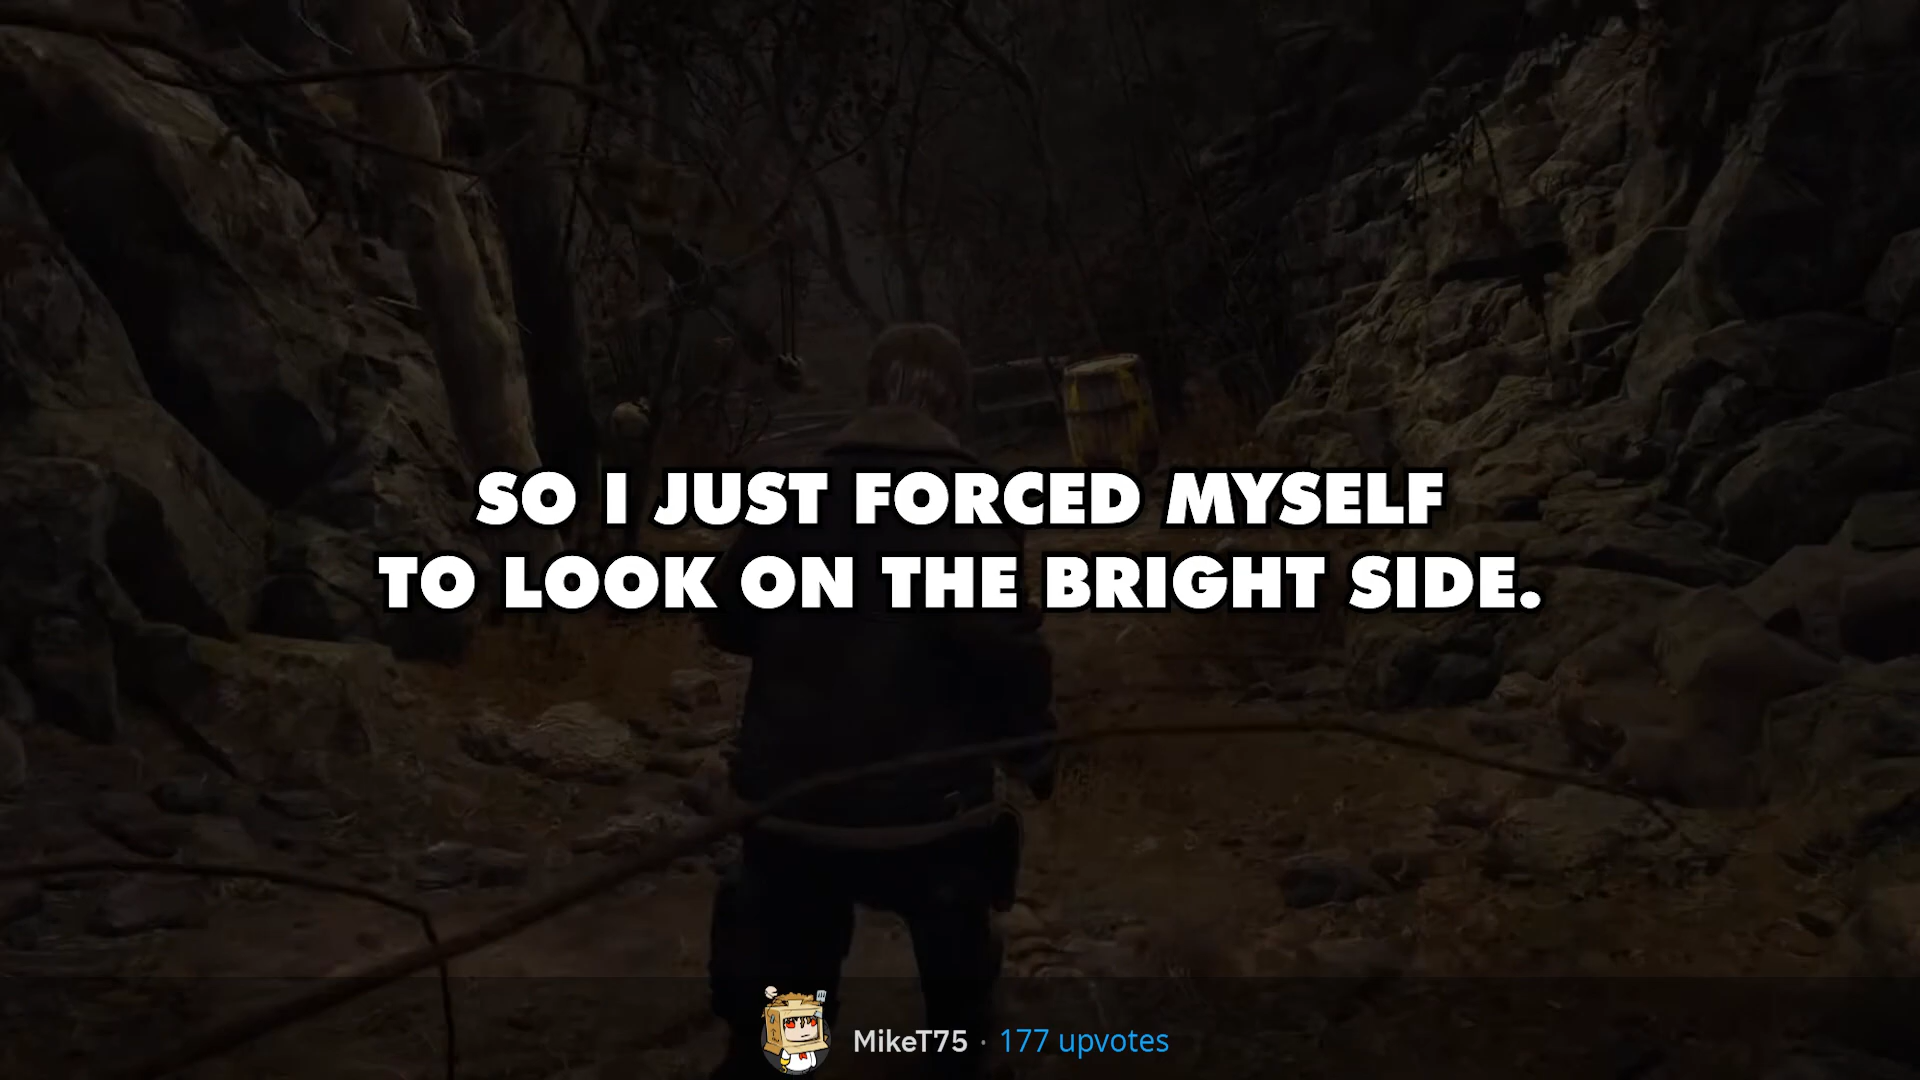 SO I JUST FORCED MYSELF
TO LOOK ON THE BRIGHT SIDE.
MikeT75 · 177 upvotes